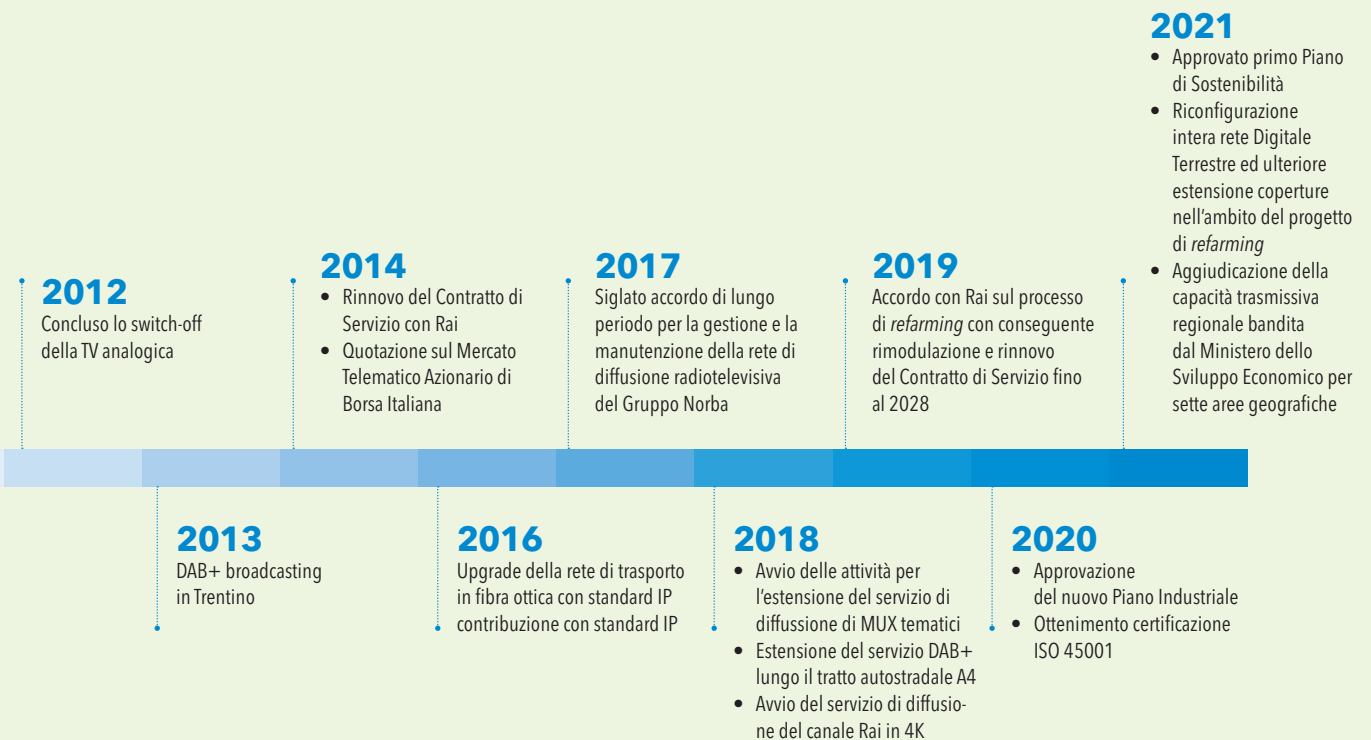 2012
Concluso lo switch-off
della TV analogica
2013
DAB+ broadcasting
in Trentino
2014
• Rinnovo del Contratto di
Servizio con Rai
• Quotazione sul Mercato
Telematico Azionario di
Borsa Italiana
2016
Upgrade della rete di trasporto
in fibra ottica con standard IP
contribuzione con standard IP
2017
Siglato accordo di lungo
periodo per la gestione e la
manutenzione della rete di
diffusione radiotelevisiva
del Gruppo Norba
2018
• Avvio delle attività per
l'estensione del servizio di
diffussione di MUX tematici
• Estensione del servizio DAB+
lungo il tratto autostradale A4
• Avvio del servizio di diffusio-
ne del canale Rai in 4K
2019
Accordo con Rai sul processo
di refarming con conseguente
rimodulazione e rinnovo
del Contratto di Servizio fino
al 2028
2020
• Approvazione
del nuovo Piano Industriale
• Ottenimento certificazione
ISO 45001
2021
• Approvato primo Piano
di Sostenibilità
• Riconfigurazione
intera rete Digitale
Terrestre ed ulteriore
estensione coperture
nell'ambito del progetto
di refarming
• Aggiudicazione della
capacità trasmissiva
regionale bandita
dal Ministero dello
Sviluppo Economico per
sette aree geografiche